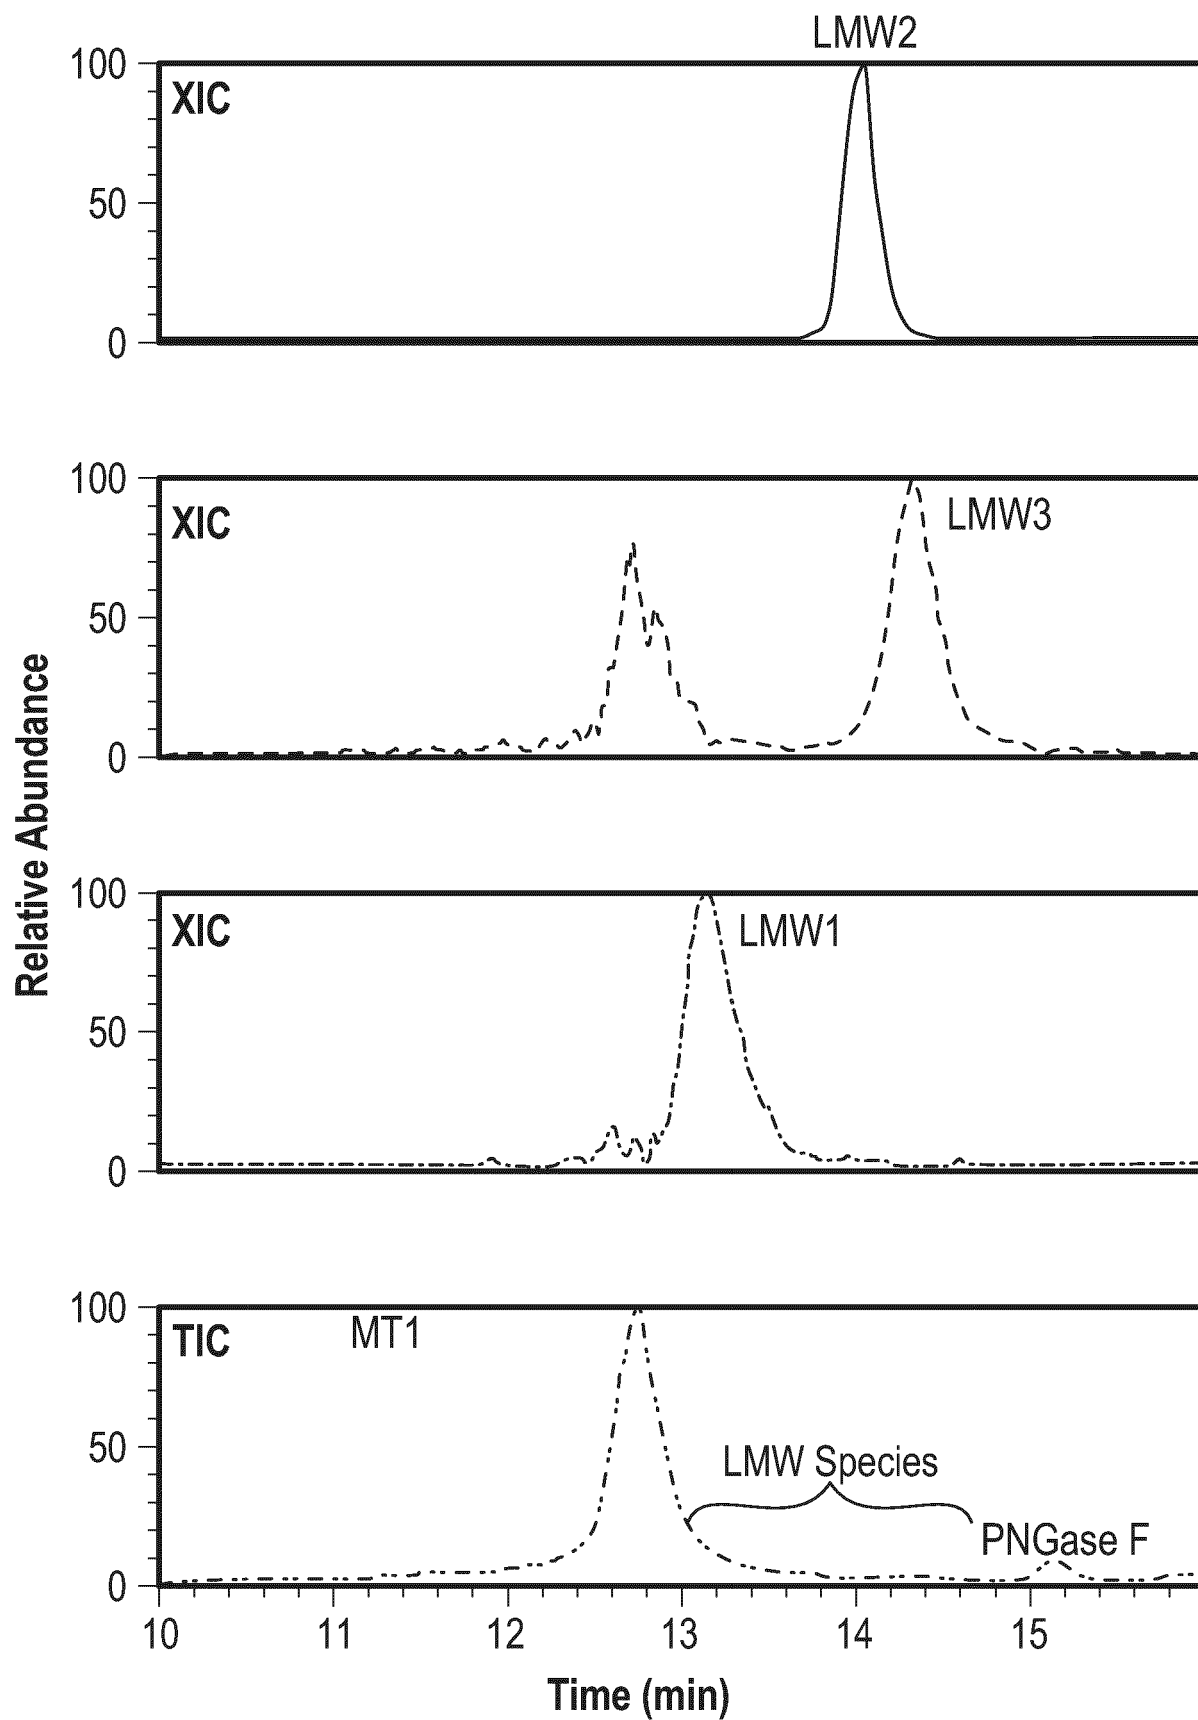 LMW2
100
XIC
50
0
100
XIC
LMW3
50
0
Relative Abundance
100
XIC
LMW1
50
0
100
TIC
MT1
50
LMW Species
PNGase F
0
10 11 12 13 14 15
Time (min)